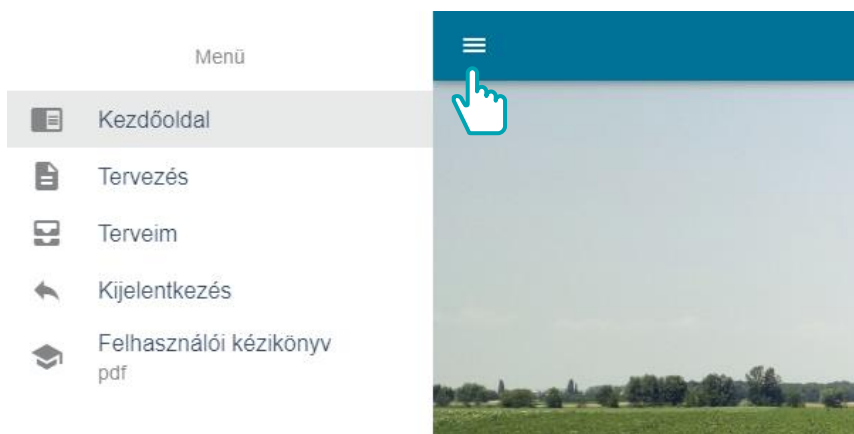 Menü
Kezdőoldal
Tervezés
Terveim
Kijelentkezés
Felhasználói kézikönyv
pdf